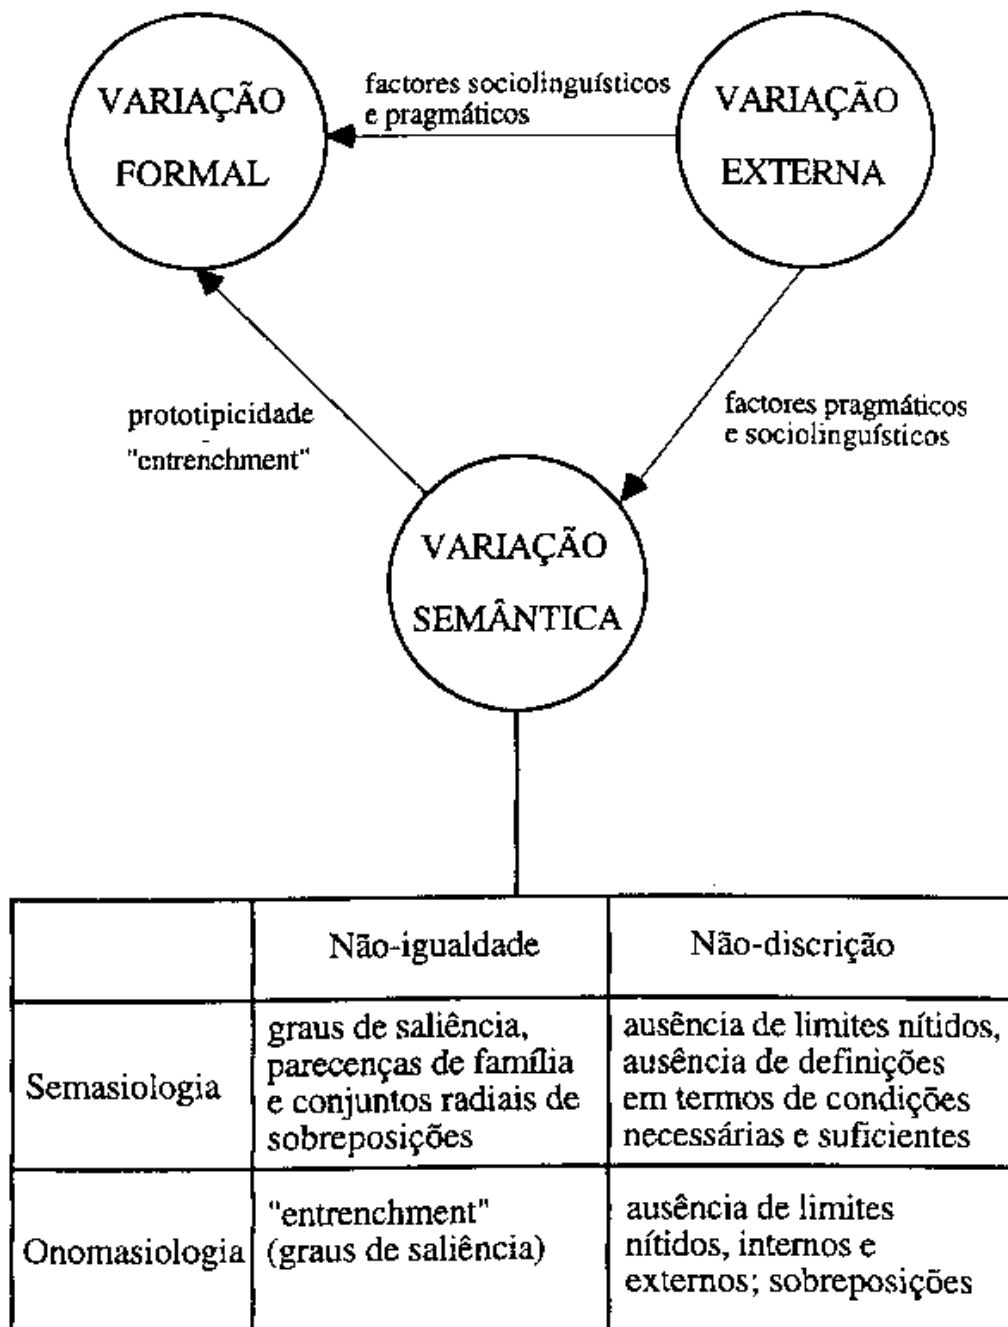 VARIAÇÃO
FORMAL
factores sociolinguísticos
e pragmáticos
VARIAÇÃO
EXTERNA
prototipicidade
"entrenchment"
factores pragmáticos
e sociolinguísticos
VARIAÇÃO
SEMÂNTICA
Não-igualdade
Não-discrição
Semasiologia
graus de saliência,
parecenças de família
e conjuntos radiais de
sobreposições
ausência de limites nítidos,
ausência de definições
em termos de condições
necessárias e suficientes
Onomasiologia
"entrenchment"
(graus de saliência)
ausência de limites
nítidos, internos e
externos; sobreposições